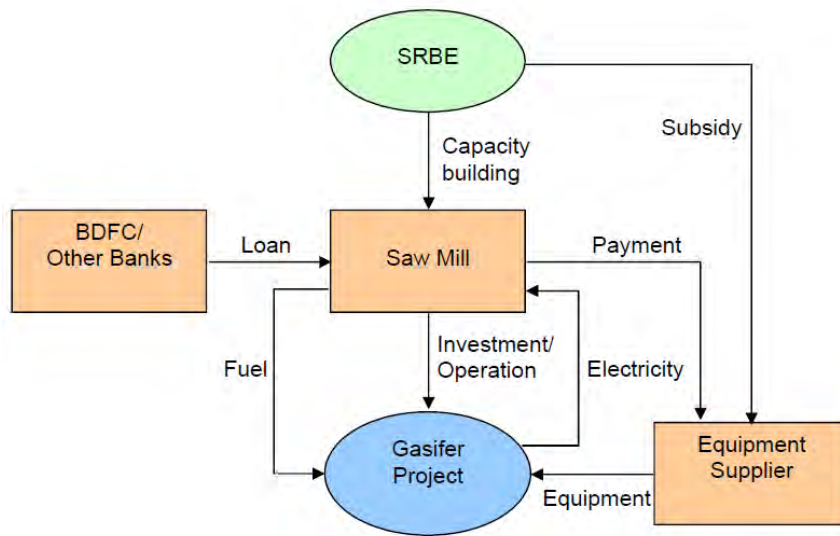 SRBE
Subsidy
Capacity
building
BDFC/
Other Banks
Loan
Saw Mill
Payment
Fuel
Investment/
Operation
Electricity
Gasifer
Project
Equipment
Equipment
Supplier